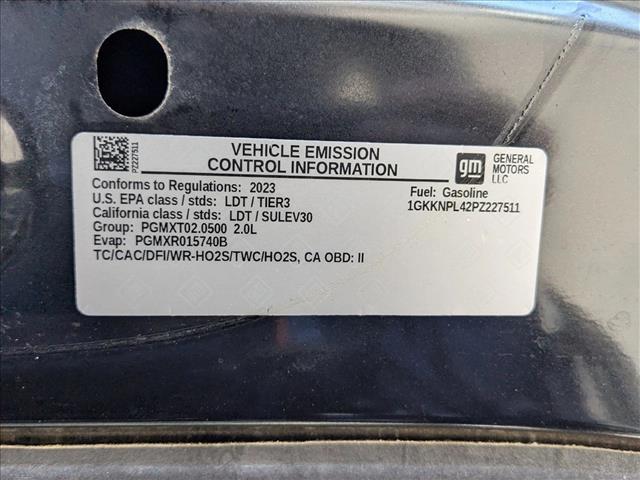 PZ227511
VEHICLE EMISSION
CONTROL INFORMATION
gm
GENERAL
MOTORS
LLC
Conforms to Regulations: 2023
U.S. EPA class / stds: LDT / TIER3
California class / stds: LDT / SULEV30
Group: PGMXT02.0500 2.0L
Evap: PGMXR015740B
TC/CAC/DFI/WR-HO2S/TWC/HO2S, CA OBD: II
Fuel: Gasoline
1GKKNPL42PZ227511